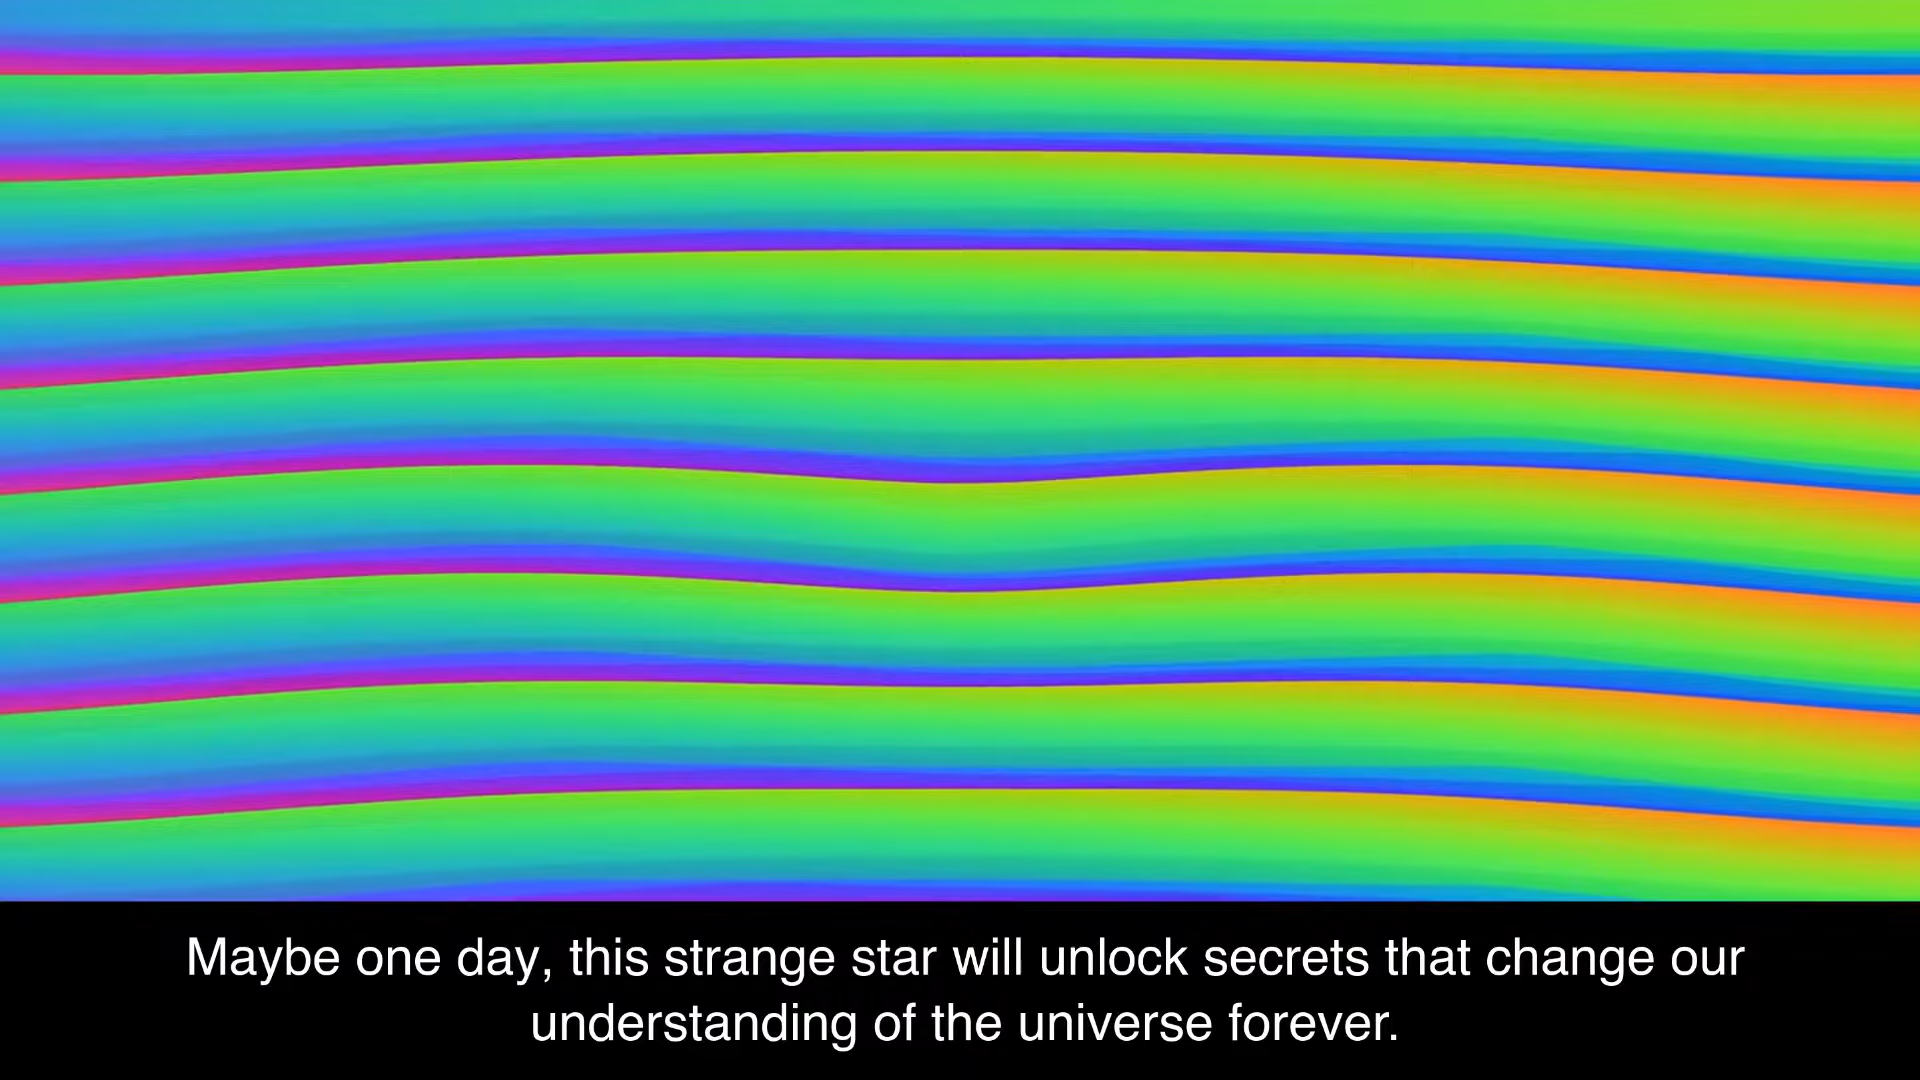 Maybe one day, this strange star will unlock secrets that change our
understanding of the universe forever.